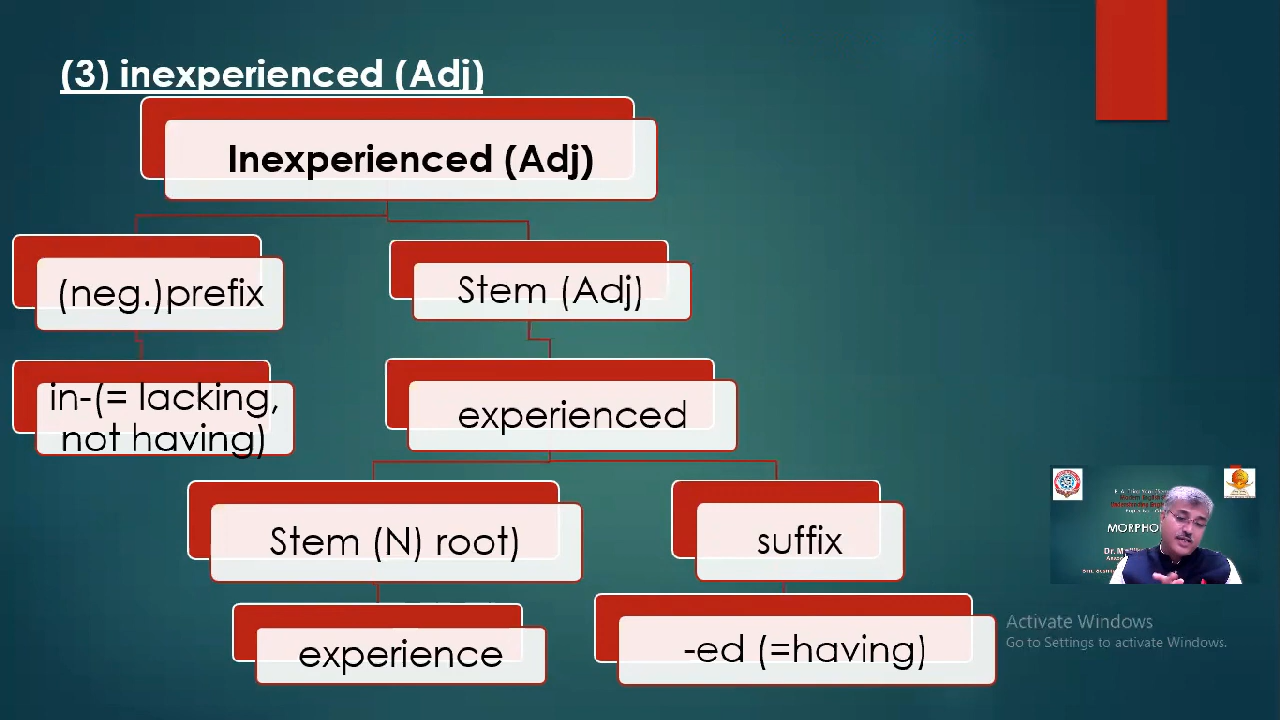 (3) inexperienced (Adj)
Inexperienced (Adj)
(neg.)prefix
Stem (Adj)
in-(= lacking,
not having)
experienced
Stem (N) root)
suffix
experience
-ed (=having)
MORPHO
Dr. M
Activate Windows
Go to Settings to activate Windows.